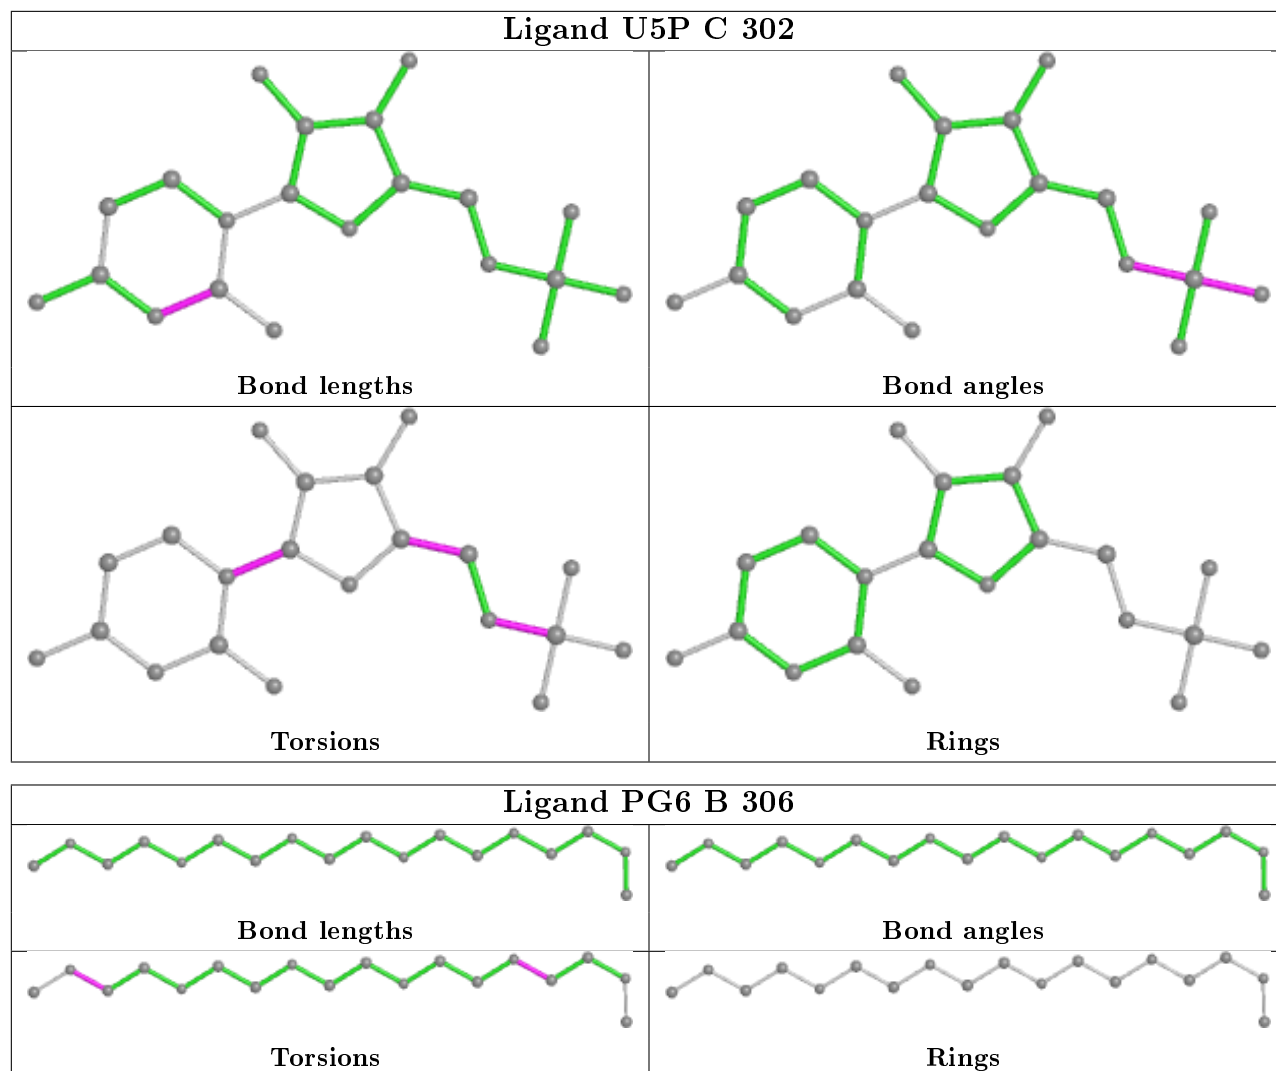 Ligand U5P C 302
Bond lengths
Bond angles
Torsions
Rings
Ligand PG6 B 306
Bond lengths
Bond angles
Torsions
Rings